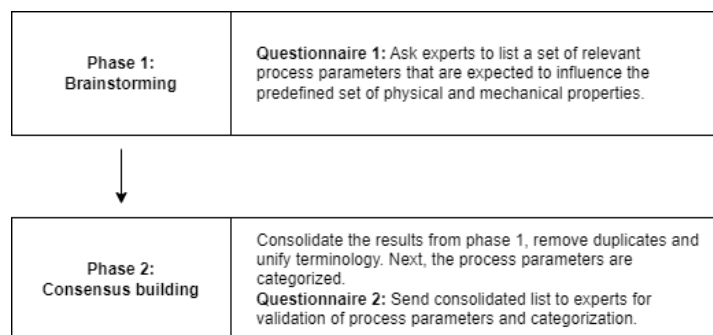 Phase 1:
Brainstorming
Questionnaire 1: Ask experts to list a set of relevant
process parameters that are expected to influence the
predefined set of physical and mechanical properties.
Phase 2:
Consensus building
Consolidate the results from phase 1, remove duplicates and
unify terminology. Next, the process parameters are
categorized.
Questionnaire 2: Send consolidated list to experts for
validation of process parameters and categorization.